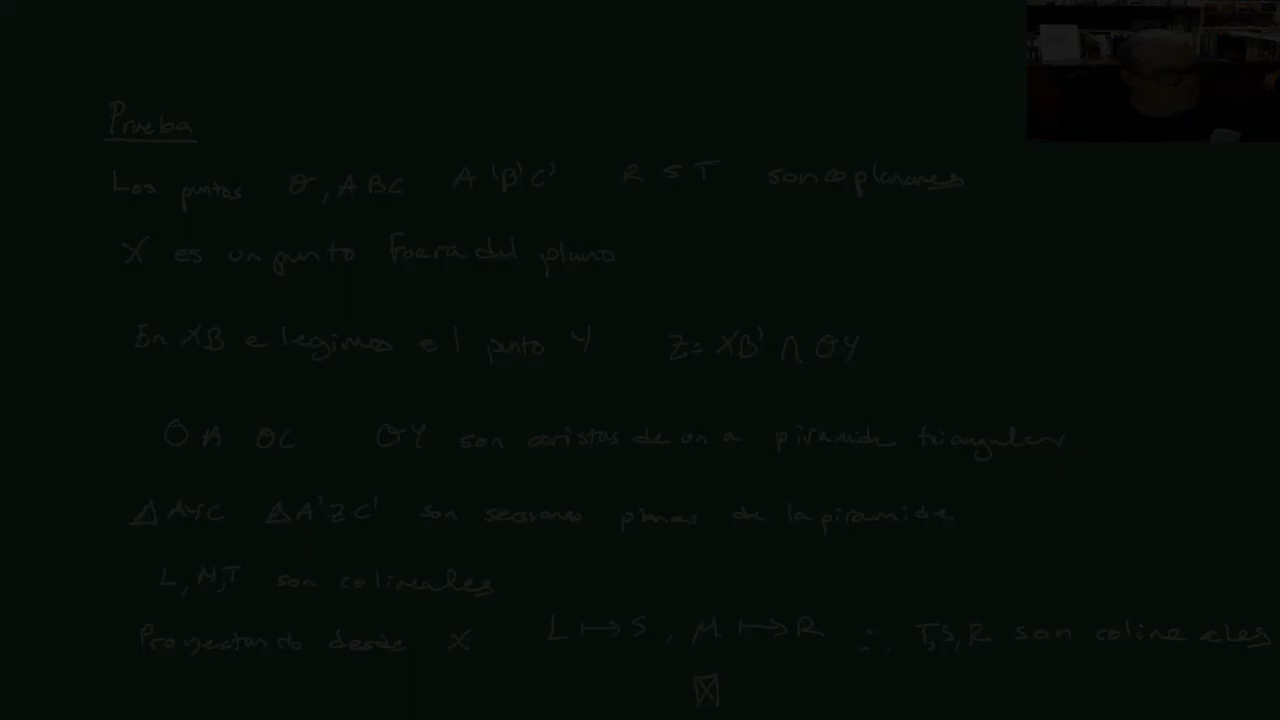 Prueba
Los puntos O, A B C A' B' C' R S T son coplanares
X es un punto fuera del plano
En XB elegimos el punto Y Z = XB' ∩ OY
OA OC OY son aristas de una piramide triangular
△AYC △A'ZC' son secciones planas de la piramide
L, M, T son colineales
Proyectando desde X L ↦ S, M ↦ R ∴ T, S, R son colineales